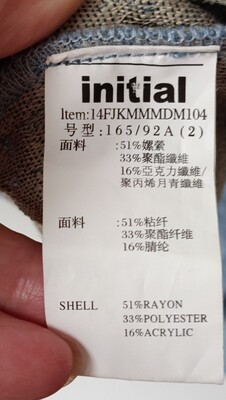 initial
Item:14FJKMMMDM104
号型:165/92A(2)
面料:51%嫘縈
33%聚酯纖維
16%亞克力纖維/
聚丙烯月青纖維
面料:51%粘纤
33%聚酯纤维
16%腈纶
SHELL 51%RAYON
33%POLYESTER
16%ACRYLIC